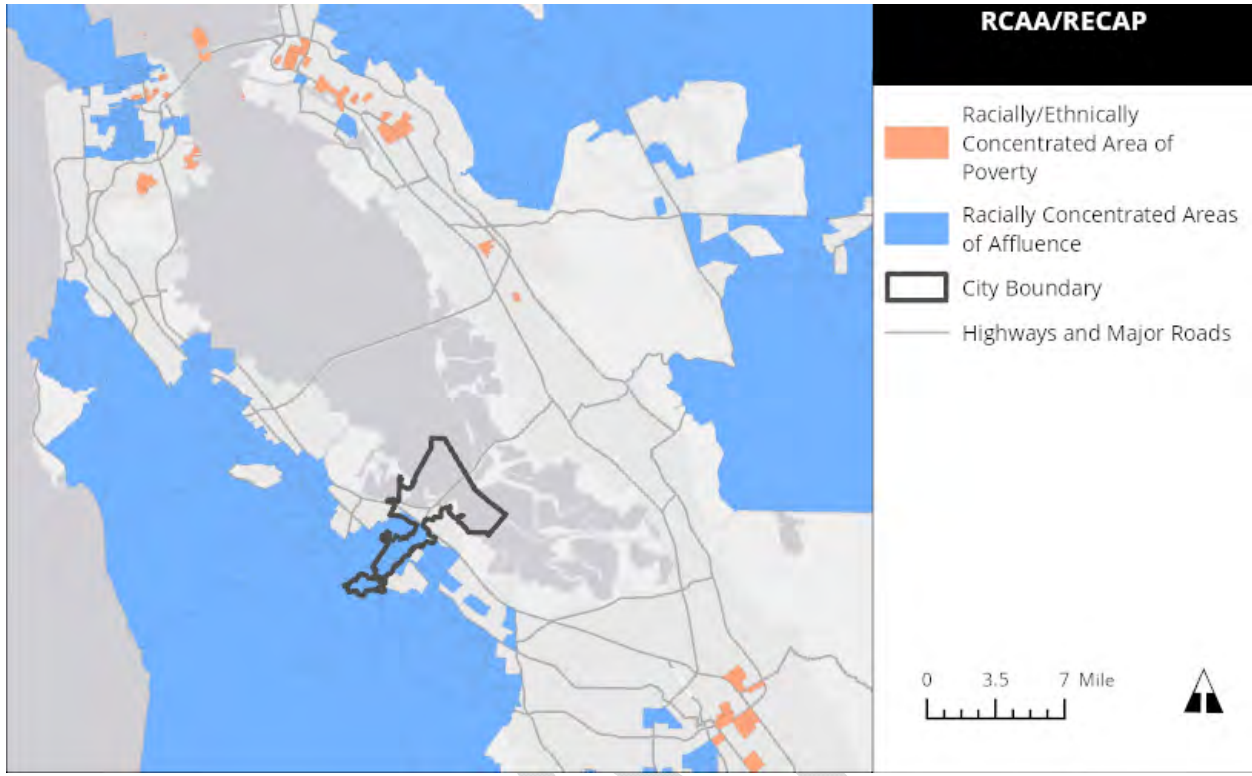 RCAA/RECAP
Racially/Ethnically
Concentrated Area of
Poverty
Racially Concentrated Areas
of Affluence
City Boundary
Highways and Major Roads
0 3.5 7 Mile